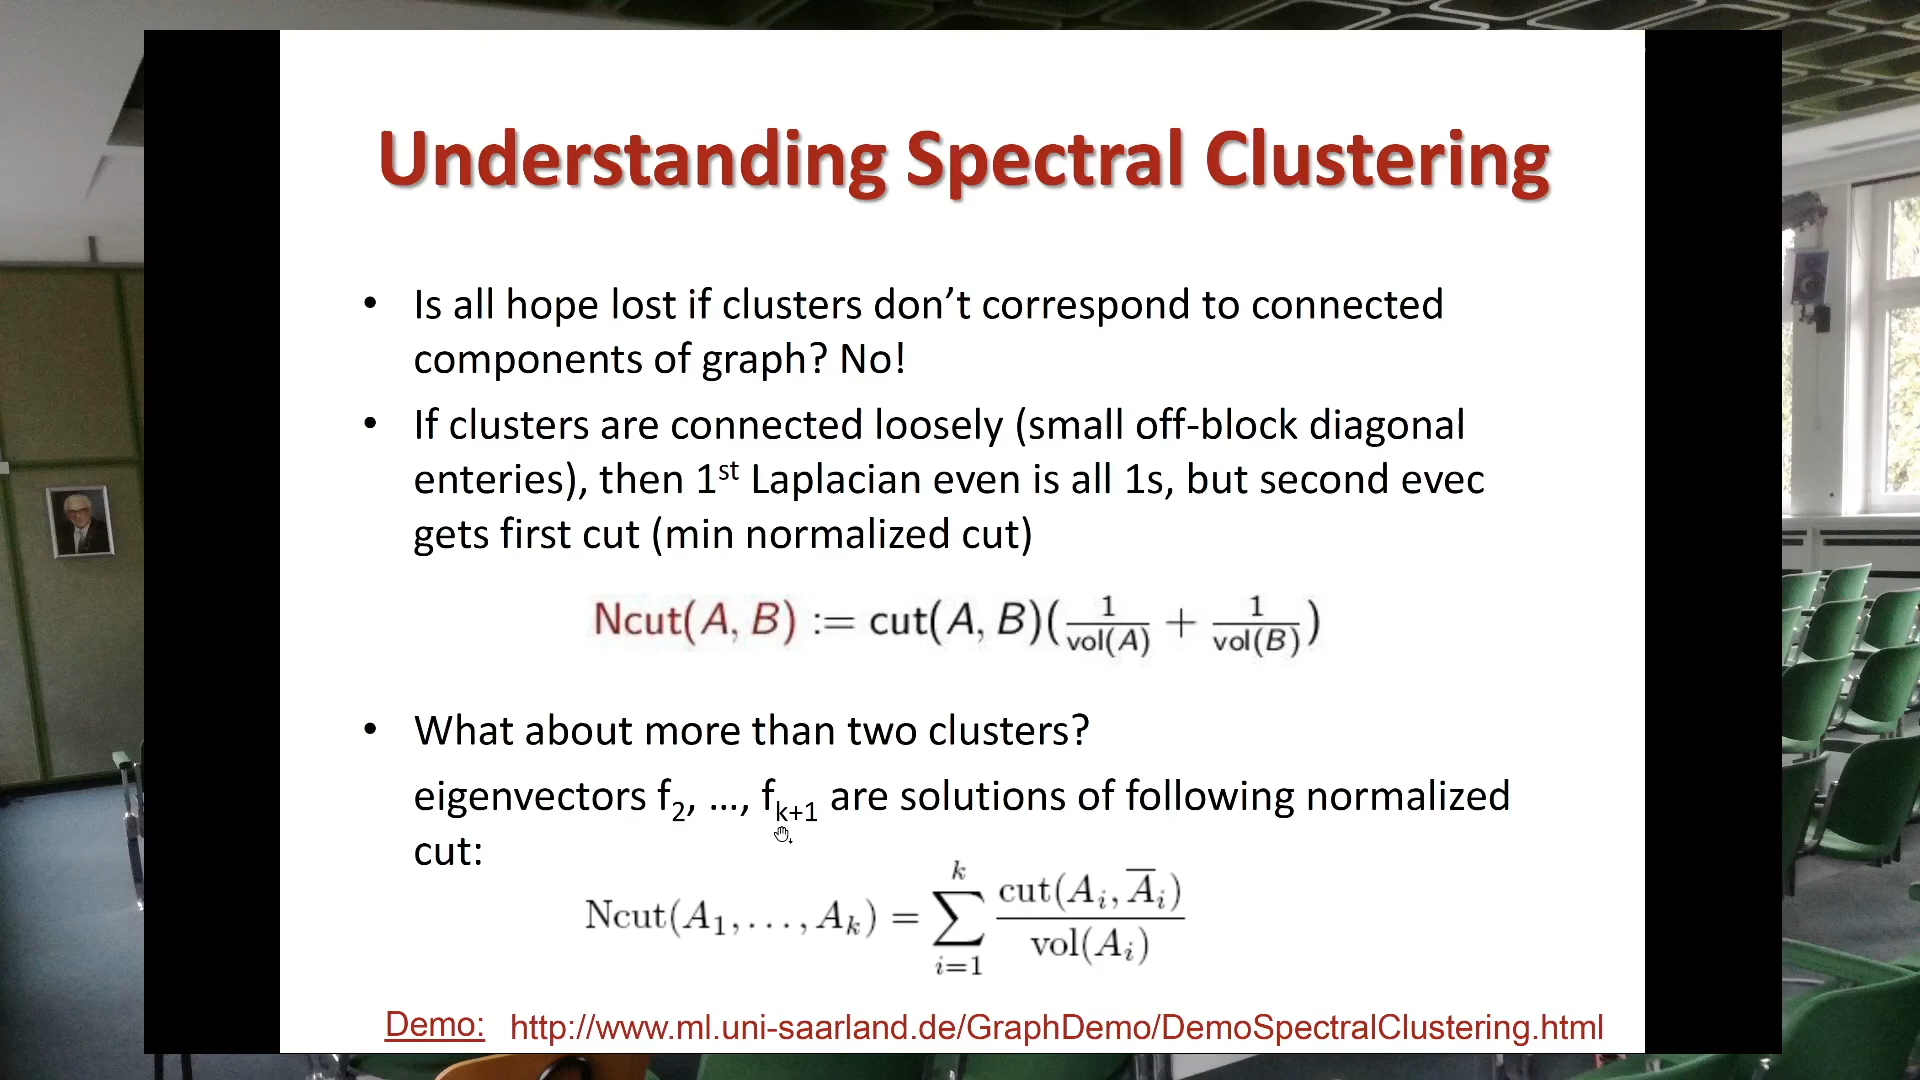 Understanding Spectral Clustering
• Is all hope lost if clusters don’t correspond to connected
components of graph? No!
• If clusters are connected loosely (small off-block diagonal
enteries), then 1st Laplacian even is all 1s, but second evec
gets first cut (min normalized cut)
Ncut(A, B) := cut(A, B)(1/vol(A) + 1/vol(B))
• What about more than two clusters?
eigenvectors f2, …, fk+1 are solutions of following normalized
cut:
Ncut(A1, . . . , Ak) = ∑_{i=1}^{k} cut(Ai, A̅i)/vol(Ai)
Demo: http://www.ml.uni-saarland.de/GraphDemo/DemoSpectralClustering.html